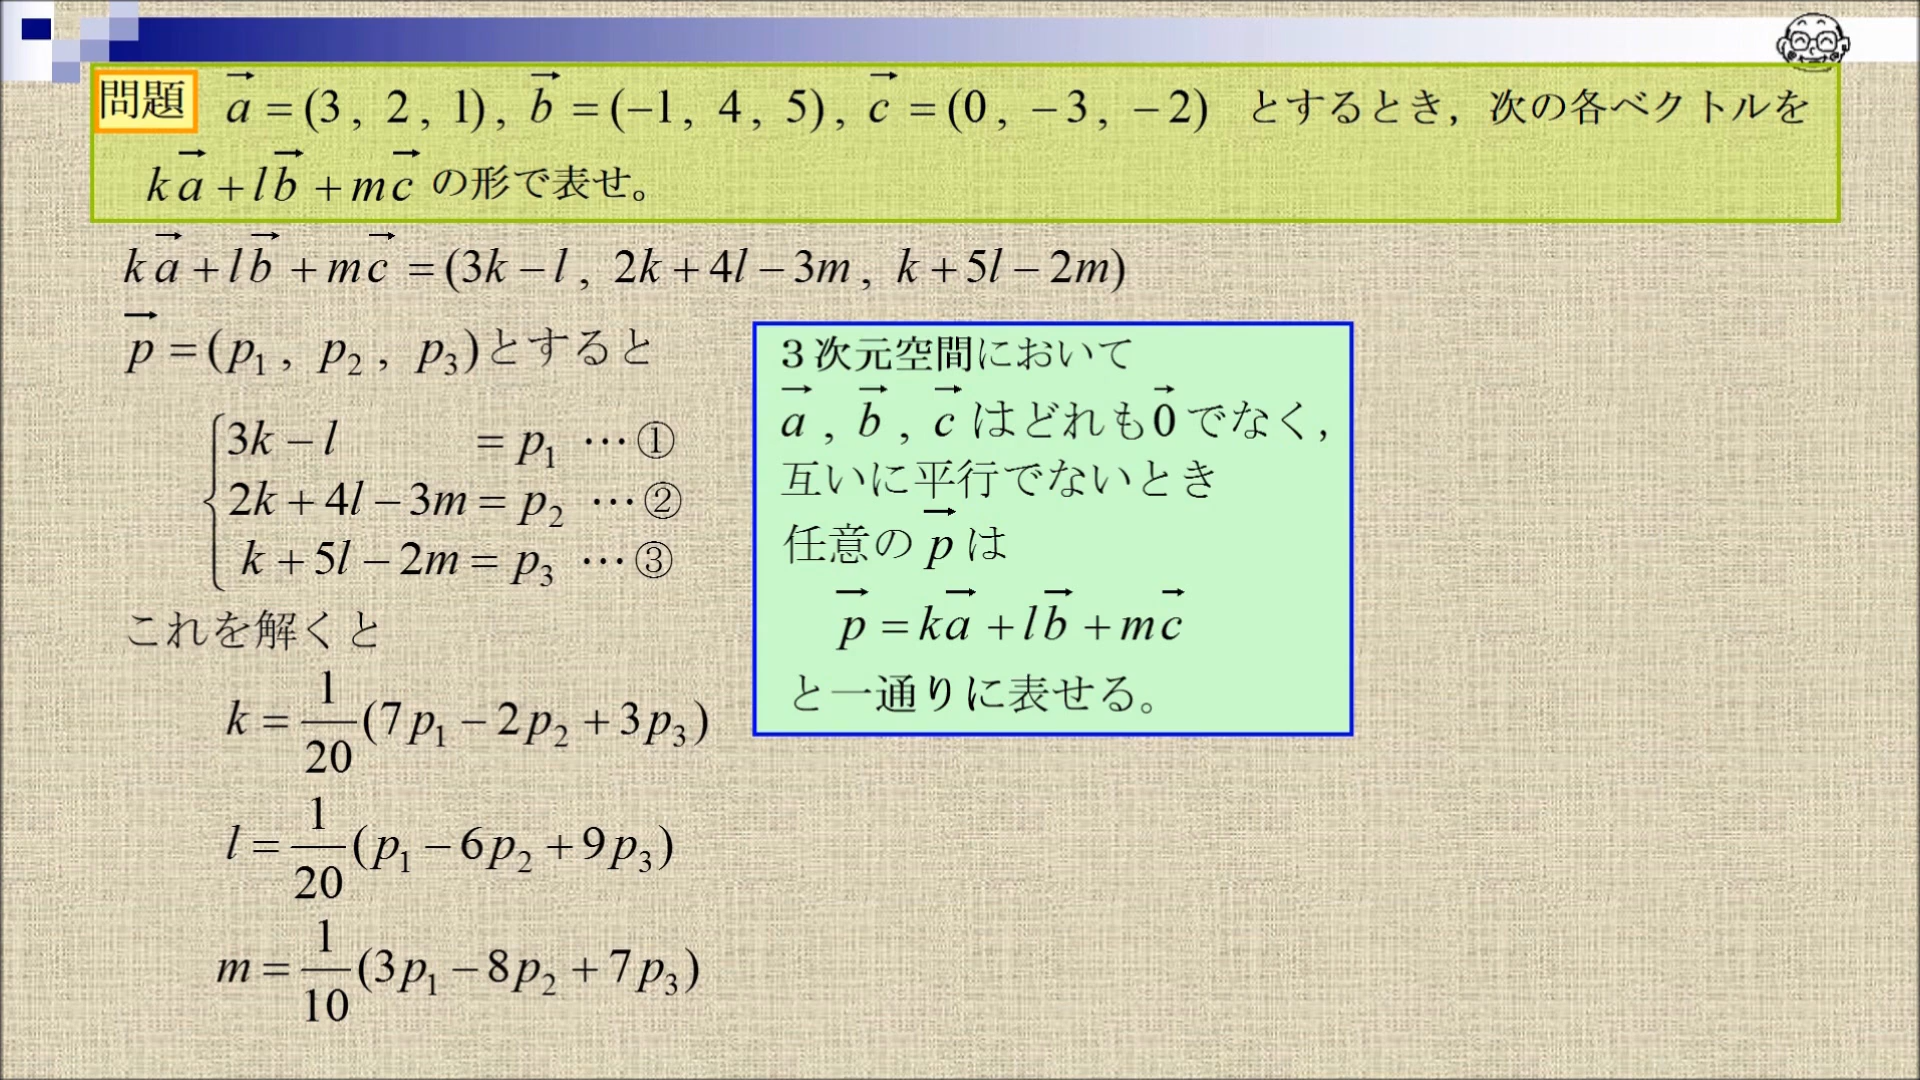 問題 a⃗ = (3, 2, 1), b⃗ = (−1, 4, 5), c⃗ = (0, −3, −2) とするとき, 次の各ベクトルを
ka⃗ + lb⃗ + mc⃗ の形で表せ。
ka⃗ + lb⃗ + mc⃗ = (3k − l, 2k + 4l − 3m, k + 5l − 2m)
p⃗ = (p₁, p₂, p₃)とすると
3k − l = p₁ …①
2k + 4l − 3m = p₂ …②
k + 5l − 2m = p₃ …③
これを解くと
k = 1/20 (7p₁ − 2p₂ + 3p₃)
l = 1/20 (p₁ − 6p₂ + 9p₃)
m = 1/10 (3p₁ − 8p₂ + 7p₃)
３次元空間において
a⃗, b⃗, c⃗ はどれも 0⃗ でなく,
互いに平行でないとき
任意の p⃗ は
p⃗ = ka⃗ + lb⃗ + mc⃗
と一通りに表せる。